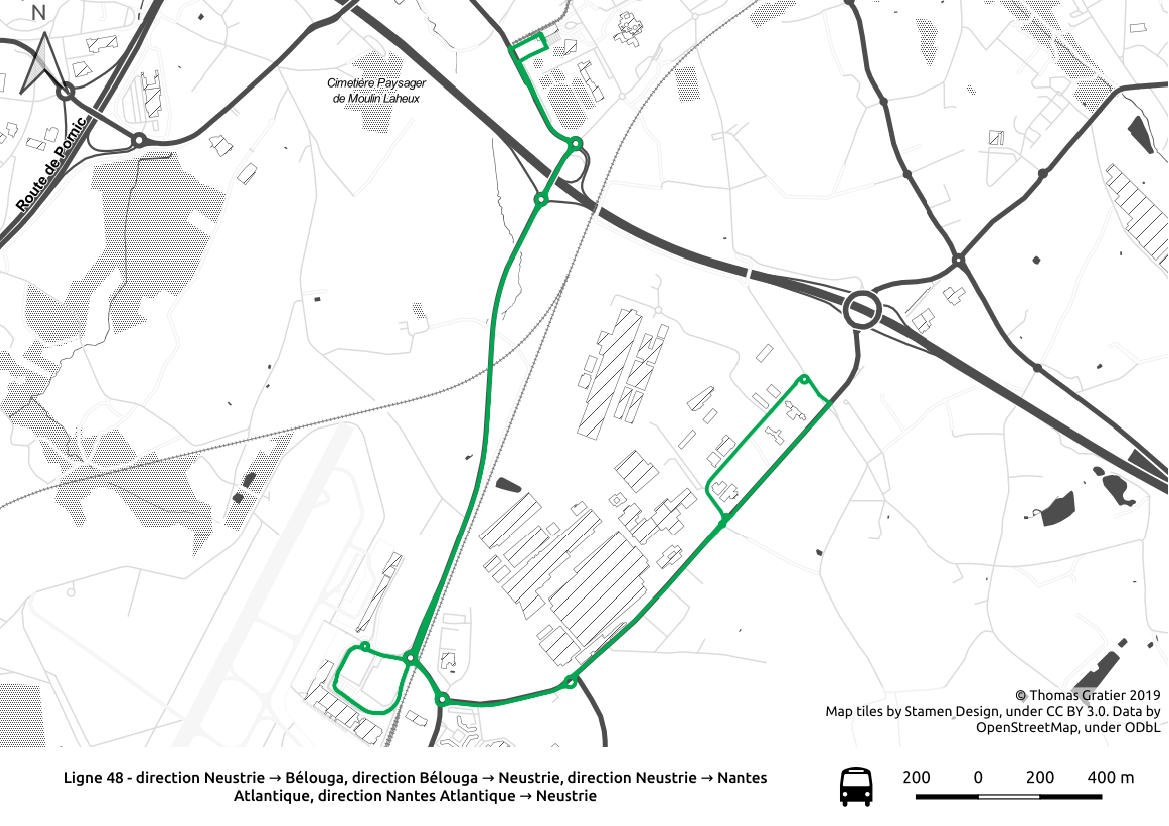 N
Cimetière Paysager
de Moulin Laheux
Route de Pornic
© Thomas Gratier 2019
Map tiles by Stamen Design, under CC BY 3.0. Data by
OpenStreetMap, under ODbL
Ligne 48 - direction Neustrie → Bélouga, direction Bélouga → Neustrie, direction Neustrie → Nantes
Atlantique, direction Nantes Atlantique → Neustrie
200 0 200 400 m